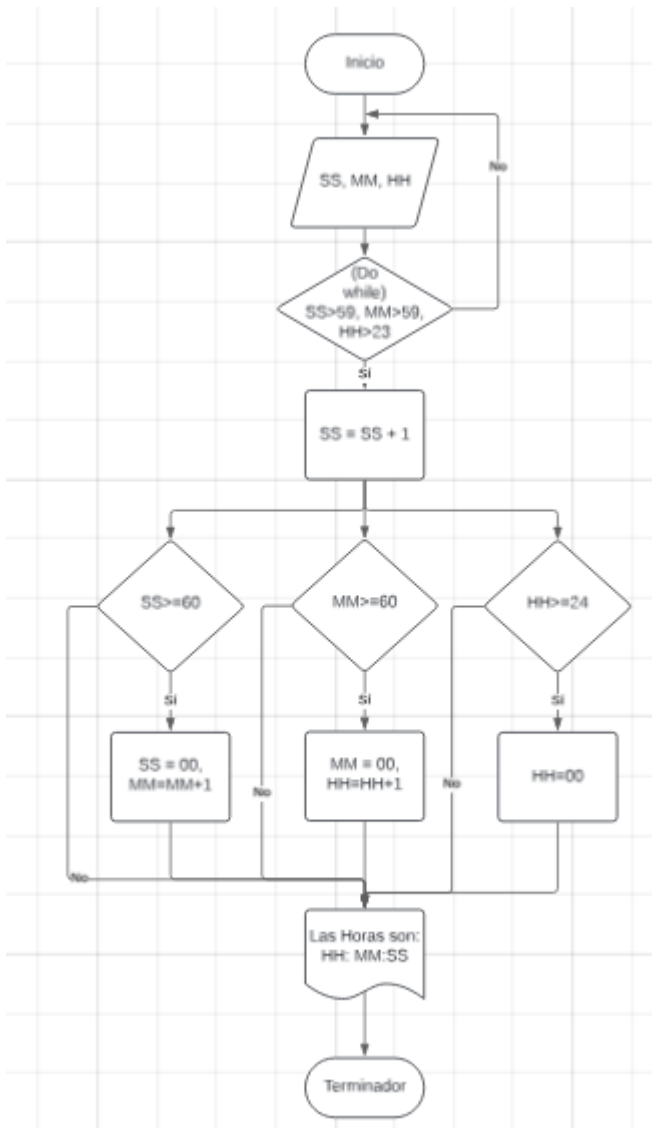 Inicio
No
SS, MM, HH
(Do
while)
SS>59, MM>59,
HH>23
Si
SS = SS + 1
SS>=60
MM>=60
HH>=24
Si
Si
Si
SS = 00,
MM=MM+1
MM = 00,
HH=HH+1
HH=00
No
No
No
Las Horas son:
HH: MM:SS
Terminador